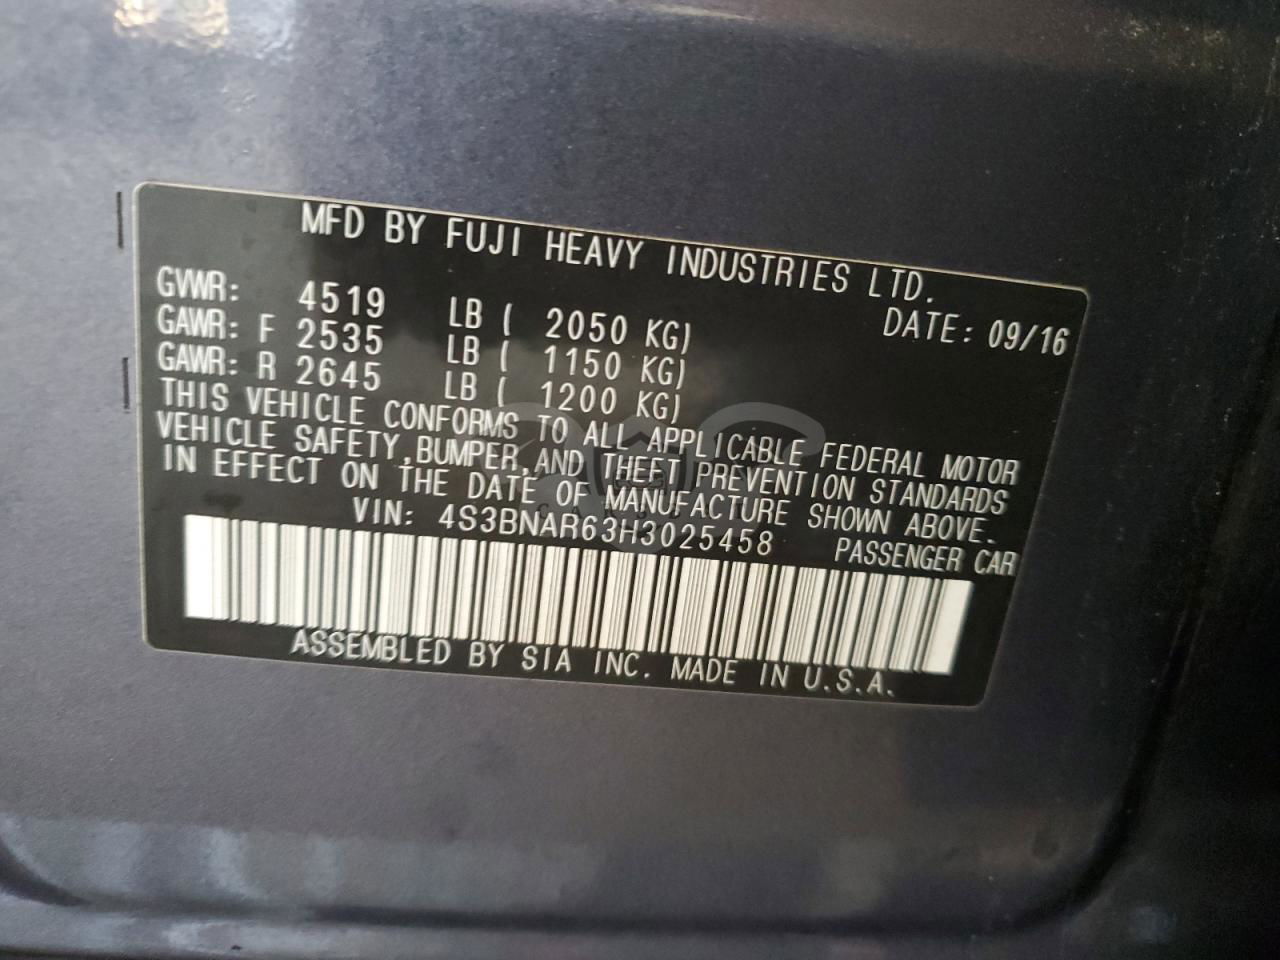 MFD BY FUJI HEAVY INDUSTRIES LTD.
DATE: 09/16
GVWR: 4519 LB ( 2050 KG)
GAWR: F 2535 LB ( 1150 KG)
GAWR: R 2645 LB ( 1200 KG)
THIS VEHICLE CONFORMS TO ALL APPLICABLE FEDERAL MOTOR
VEHICLE SAFETY,BUMPER,AND THEFT PREVENTION STANDARDS
IN EFFECT ON THE DATE OF MANUFACTURE SHOWN ABOVE.
VIN: 4S3BNAR63H3025458 PASSENGER CAR
ASSEMBLED BY SIA INC. MADE IN U.S.A.